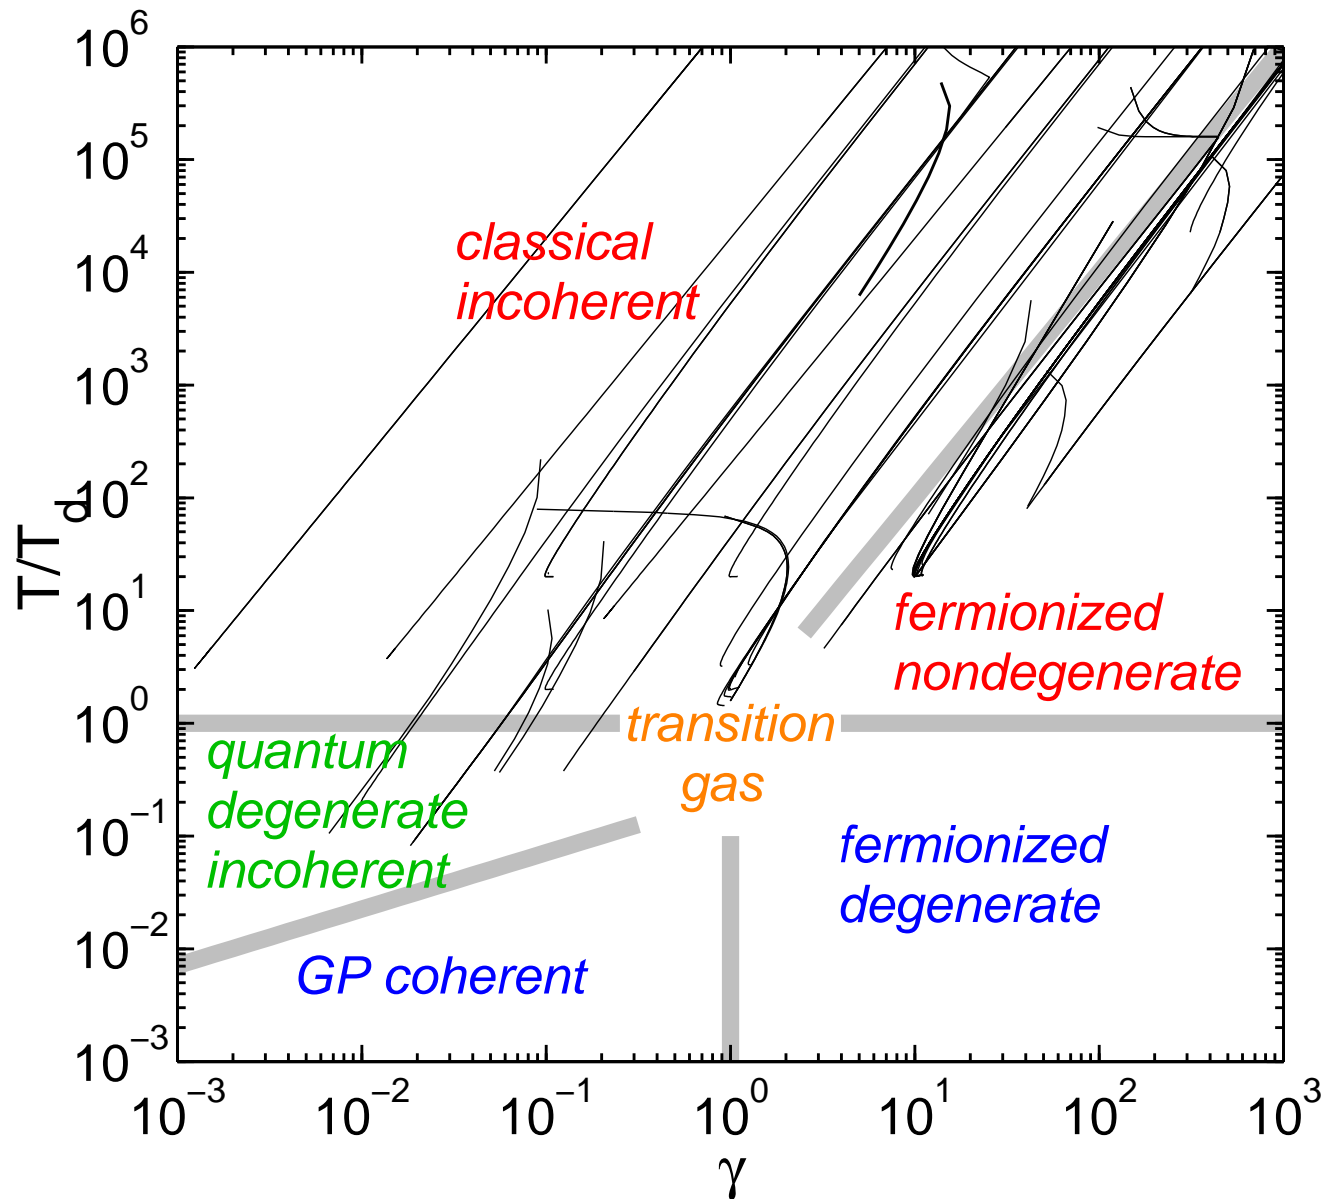 10^6
10^5
10^4
10^3
10^2
10^1
10^0
10^−1
10^−2
10^−3
T/T_d
classical
incoherent
fermionized
nondegenerate
transition
gas
quantum
degenerate
incoherent
fermionized
degenerate
GP coherent
10^−3 10^−2 10^−1 10^0 10^1 10^2 10^3
γ